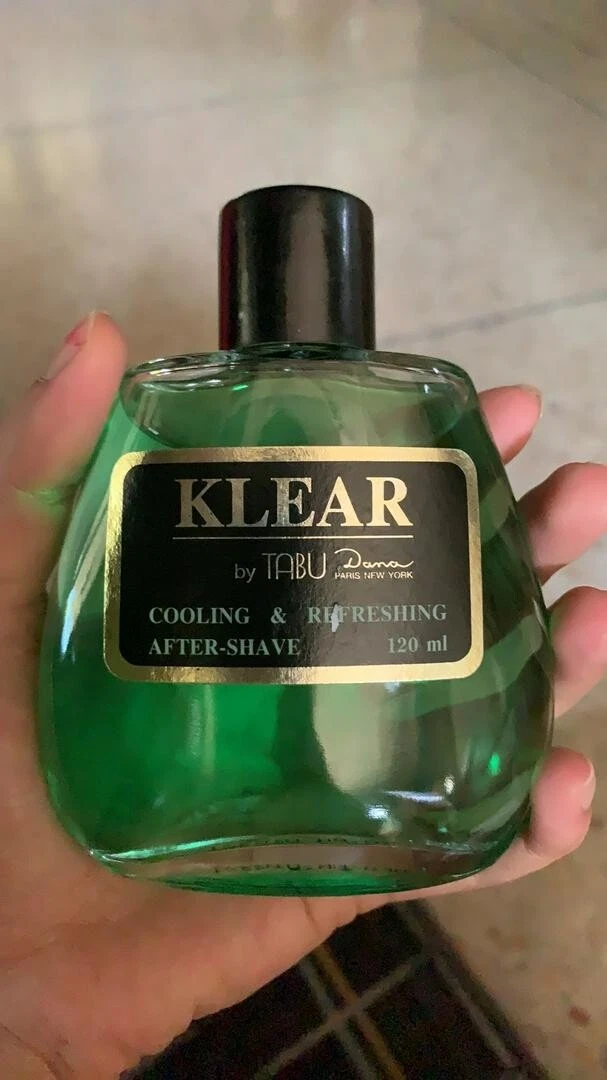 KLEAR
by TABU Dana
PARIS NEW YORK
COOLING & REFRESHING
AFTER-SHAVE 120 ml